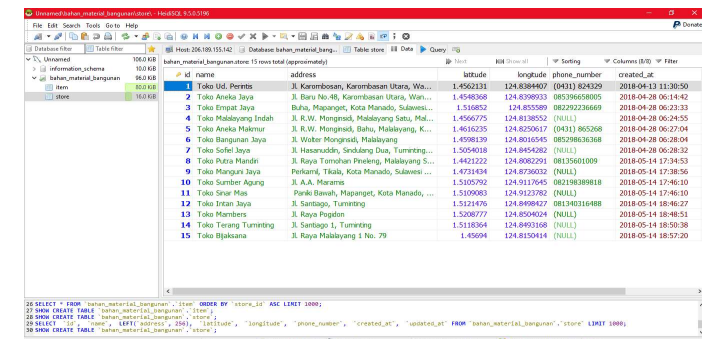 Unnamed\bahan_material_bangunan\store\ - HeidiSQL 9.5.0.5196
File Edit Search Tools Go to Help
Donate
Database filter Table filter Host: 206.189.155.142 Database: bahan_material_bang... Table: store Data Query
Unnamed 106,0 KiB
information_schema 10,0 KiB
bahan_material_bangunan 96,0 KiB
item 80,0 KiB
store 16,0 KiB
bahan_material_bangunan.store: 15 rows total (approximately) Next Show all Sorting Columns (8/8) Filter
id name address latitude longitude phone_number created_at
1 Toko Ud. Perintis Jl. Karombosan, Karombasan Utara, Wa... 1.4562131 124.8384407 (0431) 824329 2018-04-13 11:30:50
2 Toko Aneka Jaya Jl. Baru No.48, Karombasan Utara, Wan... 1.4548368 124.8398933 085396658005 2018-04-28 06:14:42
3 Toko Empat Jaya Buha, Mapanget, Kota Manado, Sulawesi... 1.516852 124.855589 082292236669 2018-04-28 06:23:33
4 Toko Malalayang Indah Jl. R.W. Monginsidi, Malalayang Satu, Mal... 1.4566775 124.8138552 (NULL) 2018-04-28 06:24:55
5 Toko Aneka Makmur Jl. R.W. Monginsidi, Bahu, Malalayang, K... 1.4616235 124.8250617 (0431) 865268 2018-04-28 06:27:04
6 Toko Bangunan Jaya Jl. Wolter Monginsidi, Malalayang 1.4598139 124.8016545 085298636368 2018-04-28 06:28:04
7 Toko Sofiel Jaya Jl. Hasanuddin, Sindulang Dua, Tuminting... 1.5054018 124.8454282 (NULL) 2018-04-28 06:28:32
8 Toko Putra Mandiri Jl. Raya Tomohan Pineleng, Malalayang S... 1.4421222 124.8082291 08135601009 2018-05-14 17:34:53
9 Toko Manguni Jaya Perkamil, Tikala, Kota Manado, Sulawesi ... 1.4731434 124.8736032 (NULL) 2018-05-14 17:38:56
10 Toko Sumber Agung Jl. A.A. Maramis 1.5105792 124.9117645 082198389818 2018-05-14 17:46:10
11 Toko Sinar Mas Paniki Bawah, Mapanget, Kota Manado, ... 1.5109083 124.9123782 (NULL) 2018-05-14 17:46:10
12 Toko Intan Jaya Jl. Santiago, Tuminting 1.5121476 124.8498427 081340316488 2018-05-14 18:46:27
13 Toko Mambers Jl. Raya Pogidon 1.5208777 124.8504024 (NULL) 2018-05-14 18:48:51
14 Toko Terang Tuminting Jl. Santiago 1, Tuminting 1.5118364 124.8493168 (NULL) 2018-05-14 18:50:38
15 Toko Bijaksana Jl. Raya Malalayang 1 No. 79 1.45694 124.8150414 (NULL) 2018-05-14 18:57:20
26 SELECT * FROM `bahan_material_bangunan`.`item` ORDER BY `store_id` ASC LIMIT 1000;
27 SHOW CREATE TABLE `bahan_material_bangunan`.`item`;
28 SHOW CREATE TABLE `bahan_material_bangunan`.`store`;
29 SELECT `id`, `name`, LEFT(`address`, 256), `latitude`, `longitude`, `phone_number`, `created_at`, `updated_at` FROM `bahan_material_bangunan`.`store` LIMIT 1000;
30 SHOW CREATE TABLE `bahan_material_bangunan`.`store`;